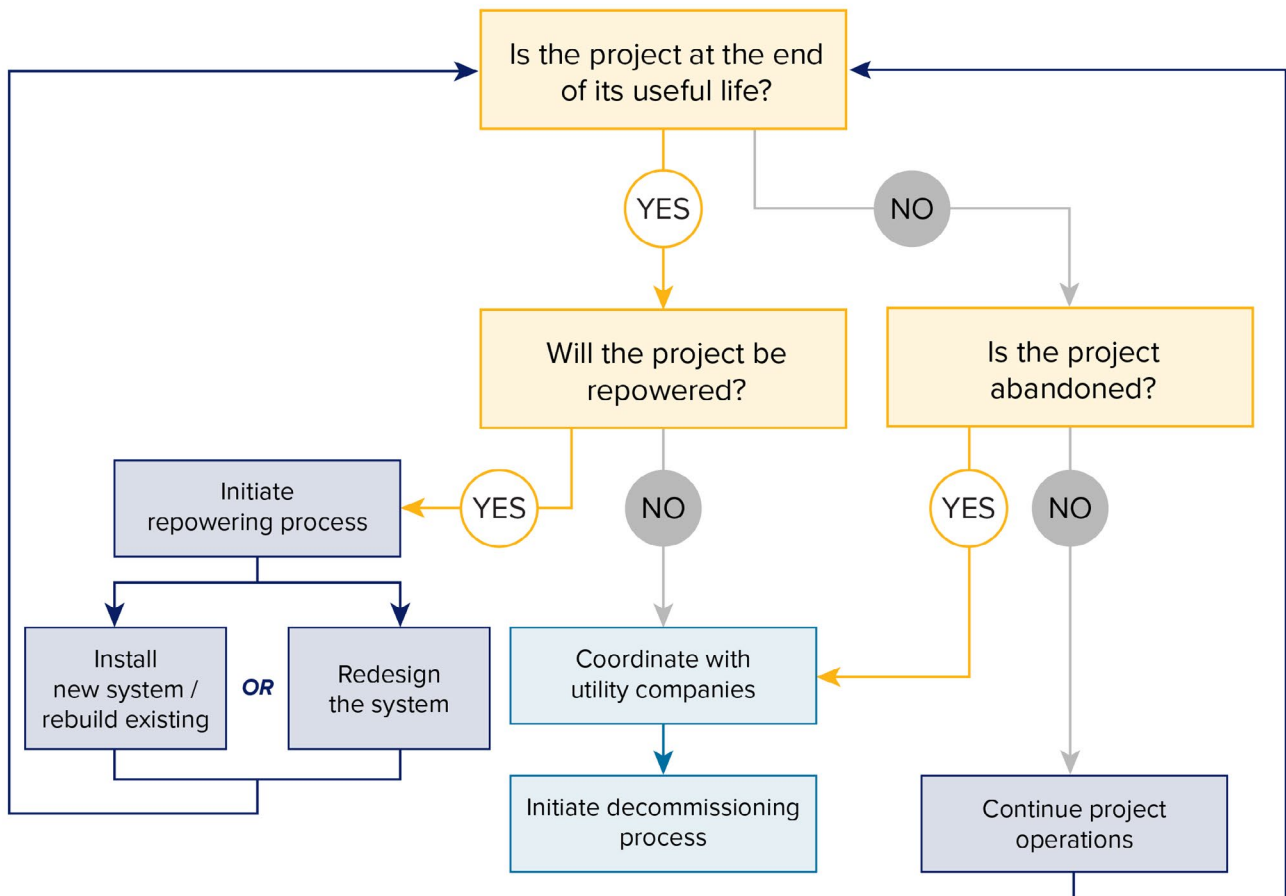 Is the project at the end
of its useful life?
YES
NO
Will the project be
repowered?
Is the project
abandoned?
Initiate
repowering process
YES
NO
YES
NO
Install
new system /
rebuild existing
OR
Redesign
the system
Coordinate with
utility companies
Initiate decommissioning
process
Continue project
operations